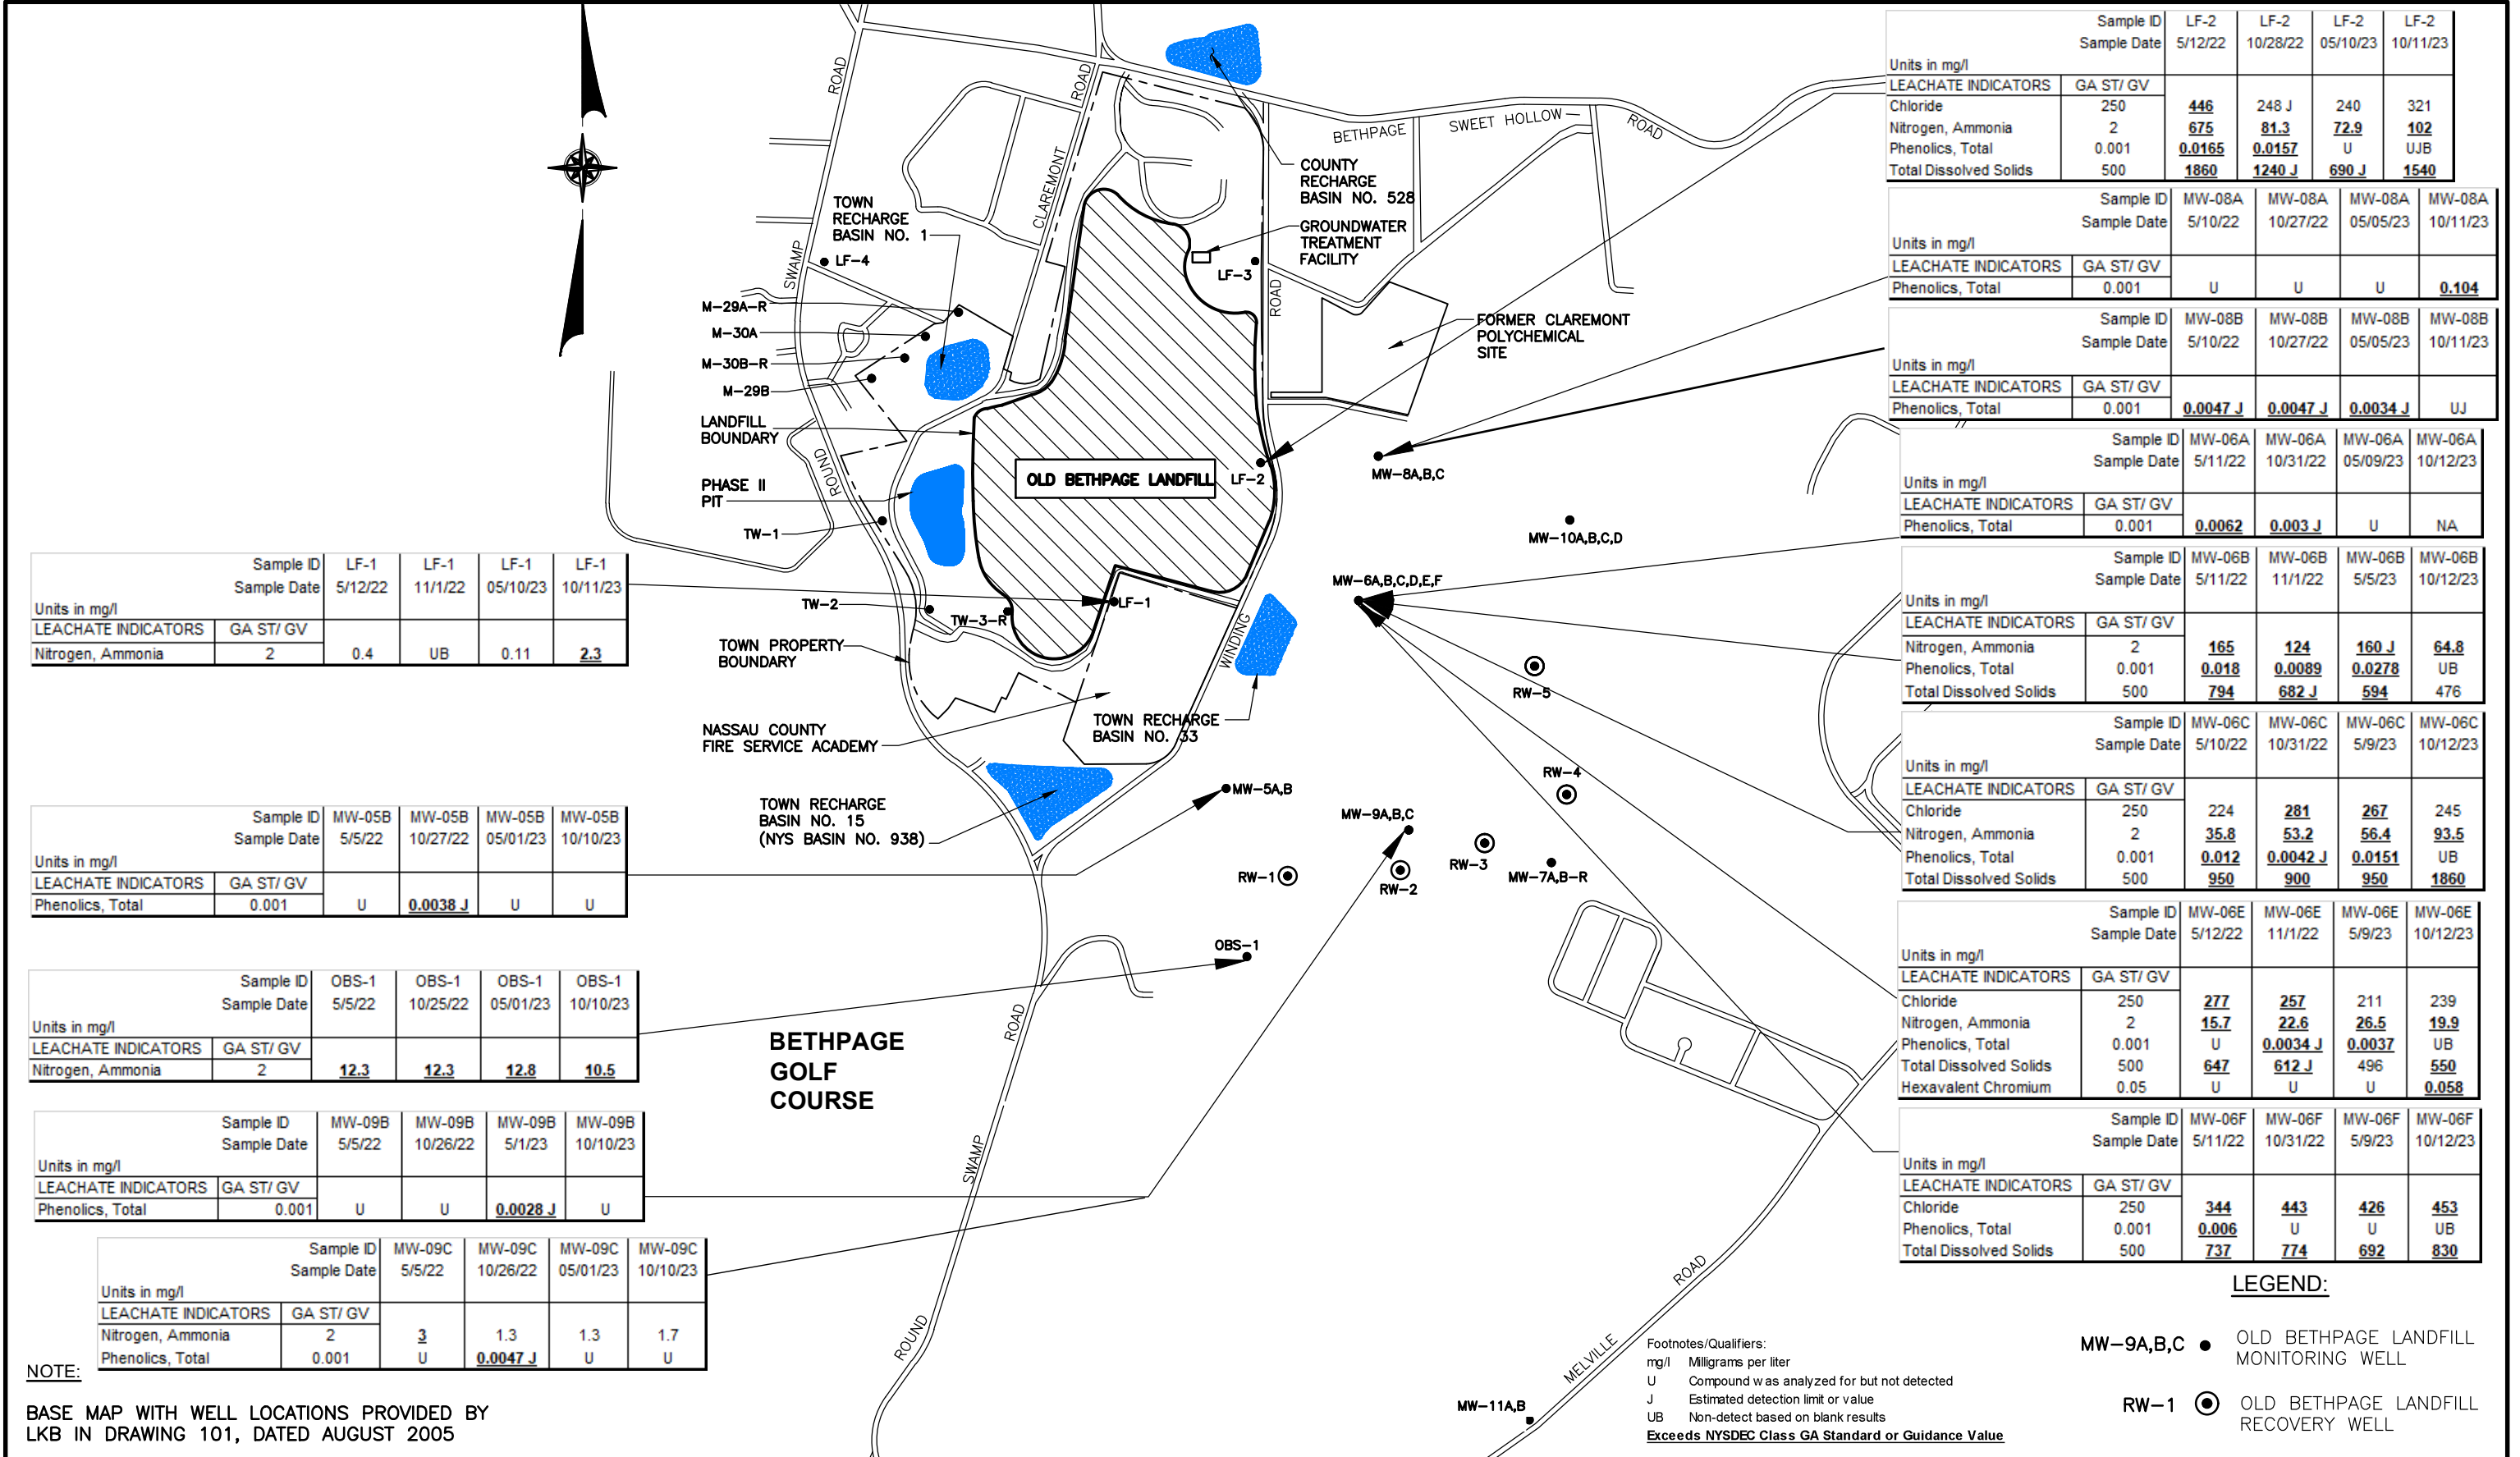 Sample ID LF-2 LF-2 LF-2 LF-2
Sample Date 5/12/22 10/28/22 05/10/23 10/11/23
Units in mg/l
LEACHATE INDICATORS GA ST/ GV
Chloride 250 446 248 J 240 321
Nitrogen, Ammonia 2 675 81.3 72.9 102
Phenolics, Total 0.001 0.0165 0.0157 U UJB
Total Dissolved Solids 500 1860 1240 J 690 J 1540
Sample ID MW-08A MW-08A MW-08A MW-08A
Sample Date 5/10/22 10/27/22 05/05/23 10/11/23
Units in mg/l
LEACHATE INDICATORS GA ST/ GV
Phenolics, Total 0.001 U U U 0.104
Sample ID MW-08B MW-08B MW-08B MW-08B
Sample Date 5/10/22 10/27/22 05/05/23 10/11/23
Units in mg/l
LEACHATE INDICATORS GA ST/ GV
Phenolics, Total 0.001 0.0047 J 0.0047 J 0.0034 J UJ
Sample ID MW-06A MW-06A MW-06A MW-06A
Sample Date 5/11/22 10/31/22 05/09/23 10/12/23
Units in mg/l
LEACHATE INDICATORS GA ST/ GV
Phenolics, Total 0.001 0.0062 0.003 J U NA
Sample ID MW-06B MW-06B MW-06B MW-06B
Sample Date 5/11/22 11/1/22 5/5/23 10/12/23
Units in mg/l
LEACHATE INDICATORS GA ST/ GV
Nitrogen, Ammonia 2 165 124 160 J 64.8
Phenolics, Total 0.001 0.018 0.0089 0.0278 UB
Total Dissolved Solids 500 794 682 J 594 476
Sample ID MW-06C MW-06C MW-06C MW-06C
Sample Date 5/10/22 10/31/22 5/9/23 10/12/23
Units in mg/l
LEACHATE INDICATORS GA ST/ GV
Chloride 250 224 281 267 245
Nitrogen, Ammonia 2 35.8 53.2 56.4 93.5
Phenolics, Total 0.001 0.012 0.0042 J 0.0151 UB
Total Dissolved Solids 500 950 900 950 1860
Sample ID MW-06E MW-06E MW-06E MW-06E
Sample Date 5/12/22 11/1/22 5/9/23 10/12/23
Units in mg/l
LEACHATE INDICATORS GA ST/ GV
Chloride 250 277 257 211 239
Nitrogen, Ammonia 2 15.7 22.6 26.5 19.9
Phenolics, Total 0.001 U 0.0034 J 0.0037 UB
Total Dissolved Solids 500 647 612 J 496 550
Hexavalent Chromium 0.05 U U U 0.058
Sample ID MW-06F MW-06F MW-06F MW-06F
Sample Date 5/11/22 10/31/22 5/9/23 10/12/23
Units in mg/l
LEACHATE INDICATORS GA ST/ GV
Chloride 250 344 443 426 453
Phenolics, Total 0.001 0.006 U U UB
Total Dissolved Solids 500 737 774 692 830
Sample ID LF-1 LF-1 LF-1 LF-1
Sample Date 5/12/22 11/1/22 05/10/23 10/11/23
Units in mg/l
LEACHATE INDICATORS GA ST/ GV
Nitrogen, Ammonia 2 0.4 UB 0.11 2.3
Sample ID MW-05B MW-05B MW-05B MW-05B
Sample Date 5/5/22 10/27/22 05/01/23 10/10/23
Units in mg/l
LEACHATE INDICATORS GA ST/ GV
Phenolics, Total 0.001 U 0.0038 J U U
Sample ID OBS-1 OBS-1 OBS-1 OBS-1
Sample Date 5/5/22 10/25/22 05/01/23 10/10/23
Units in mg/l
LEACHATE INDICATORS GA ST/ GV
Nitrogen, Ammonia 2 12.3 12.3 12.8 10.5
Sample ID MW-09B MW-09B MW-09B MW-09B
Sample Date 5/5/22 10/26/22 5/1/23 10/10/23
Units in mg/l
LEACHATE INDICATORS GA ST/ GV
Phenolics, Total 0.001 U U 0.0028 J U
Sample ID MW-09C MW-09C MW-09C MW-09C
Sample Date 5/5/22 10/26/22 05/01/23 10/10/23
Units in mg/l
LEACHATE INDICATORS GA ST/ GV
Nitrogen, Ammonia 2 3 1.3 1.3 1.7
Phenolics, Total 0.001 U 0.0047 J U U
ROAD
ROAD
BETHPAGE SWEET HOLLOW ROAD
CLAREMONT
COUNTY
RECHARGE
BASIN NO. 528
TOWN
RECHARGE
BASIN NO. 1
GROUNDWATER
TREATMENT
FACILITY
SWAMP
LF-4
LF-3
ROAD
M-29A-R
M-30A
M-30B-R
M-29B
FORMER CLAREMONT
POLYCHEMICAL
SITE
LANDFILL
BOUNDARY
ROUND
OLD BETHPAGE LANDFILL
LF-2
MW-8A,B,C
PHASE II
PIT
TW-1
MW-10A,B,C,D
MW-6A,B,C,D,E,F
TW-2
TW-3-R
LF-1
WINDING
TOWN PROPERTY
BOUNDARY
RW-5
NASSAU COUNTY
FIRE SERVICE ACADEMY
TOWN RECHARGE
BASIN NO. 33
RW-4
TOWN RECHARGE
BASIN NO. 15
(NYS BASIN NO. 938)
MW-5A,B
MW-9A,B,C
RW-1
RW-2
RW-3
MW-7A,B-R
OBS-1
BETHPAGE
GOLF
COURSE
ROAD
SWAMP
ROUND
ROAD
MELVILLE
MW-11A,B
NOTE:
BASE MAP WITH WELL LOCATIONS PROVIDED BY
LKB IN DRAWING 101, DATED AUGUST 2005
Footnotes/Qualifiers:
mg/l Milligrams per liter
U Compound was analyzed for but not detected
J Estimated detection limit or value
UB Non-detect based on blank results
Exceeds NYSDEC Class GA Standard or Guidance Value
LEGEND:
MW-9A,B,C OLD BETHPAGE LANDFILL
MONITORING WELL
RW-1 OLD BETHPAGE LANDFILL
RECOVERY WELL